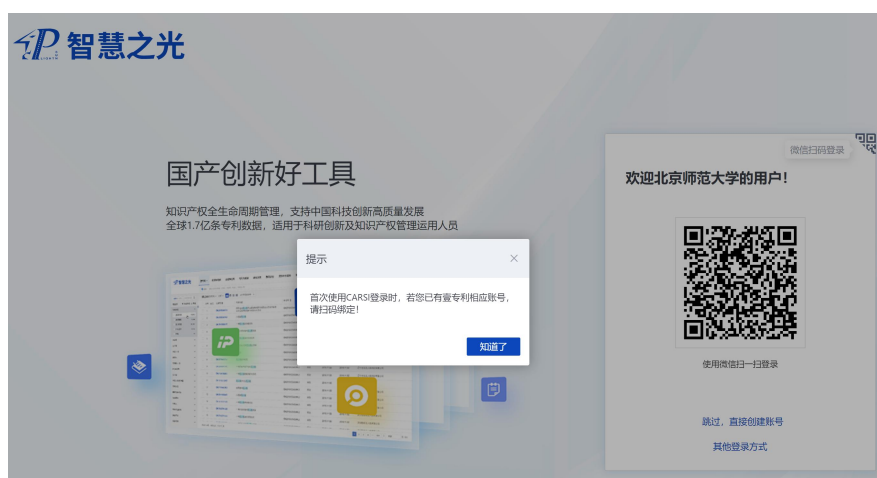 智慧之光
微信扫码登录
国产创新好工具
欢迎北京师范大学的用户！
知识产权全生命周期管理，支持中国科技创新高质量发展
全球1.7亿条专利数据，适用于科研创新及知识产权管理运用人员
提示
首次使用CARSI登录时，若您已有壹专利相应账号，
请扫码绑定！
知道了
使用微信扫一扫登录
跳过，直接创建账号
其他登录方式